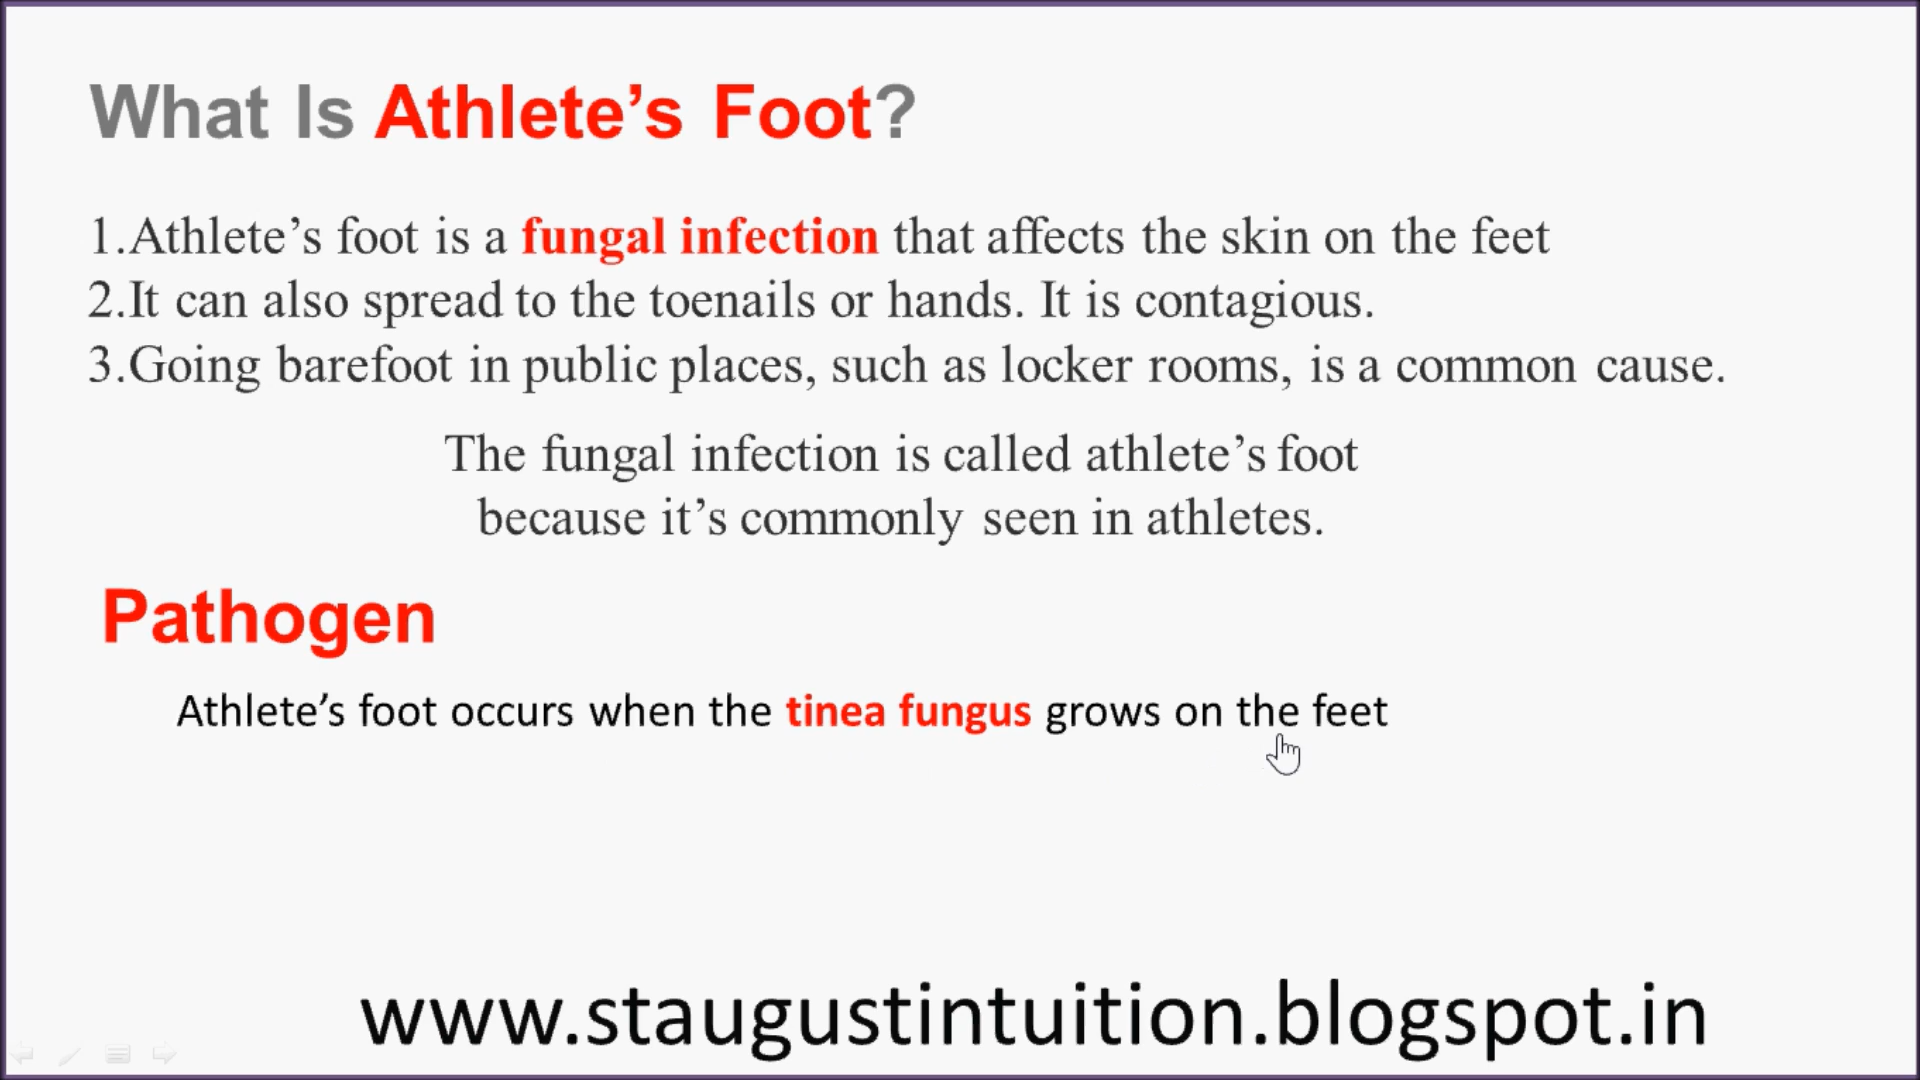 What Is Athlete’s Foot?
1.Athlete’s foot is a fungal infection that affects the skin on the feet
2.It can also spread to the toenails or hands. It is contagious.
3.Going barefoot in public places, such as locker rooms, is a common cause.
The fungal infection is called athlete’s foot
because it’s commonly seen in athletes.
Pathogen
Athlete’s foot occurs when the tinea fungus grows on the feet
www.staugustintuition.blogspot.in